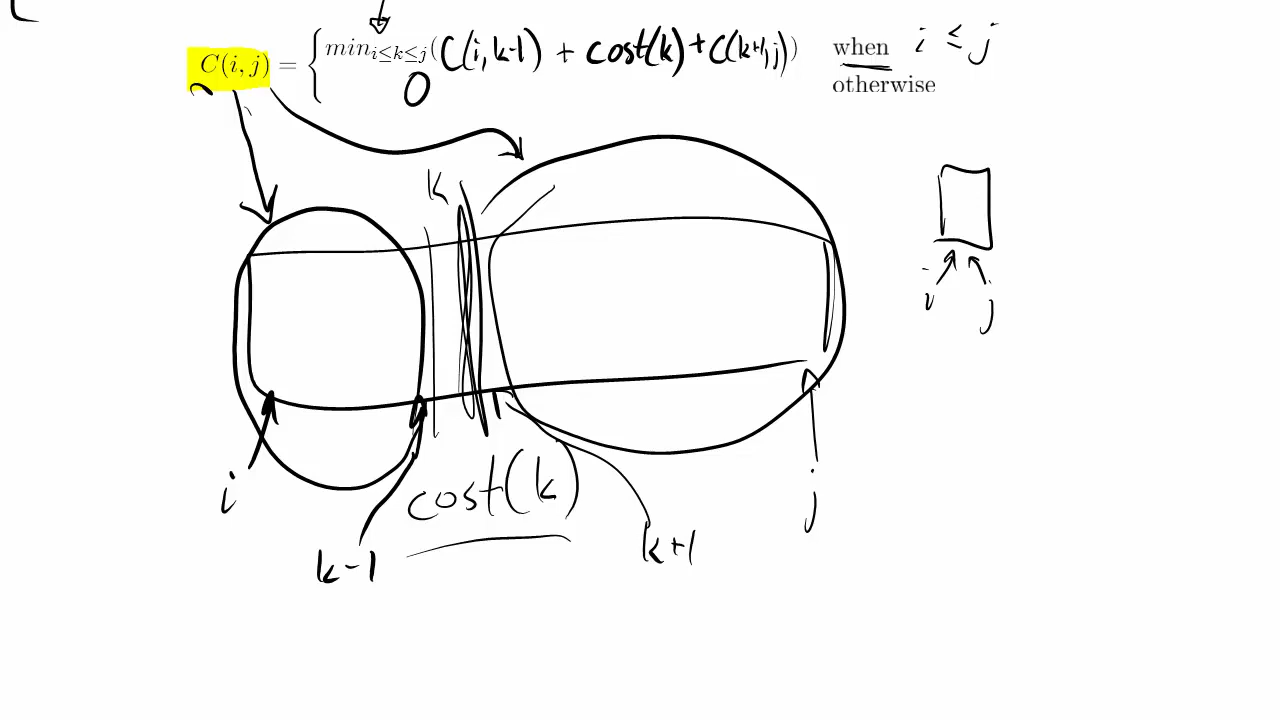 C(i, j) = { min_{i≤k≤j}(C(i,k-1) + cost(k) + C(k+1,j)) when i ≤ j
0 otherwise
k
i j
i cost(k) j
k-1 k+1